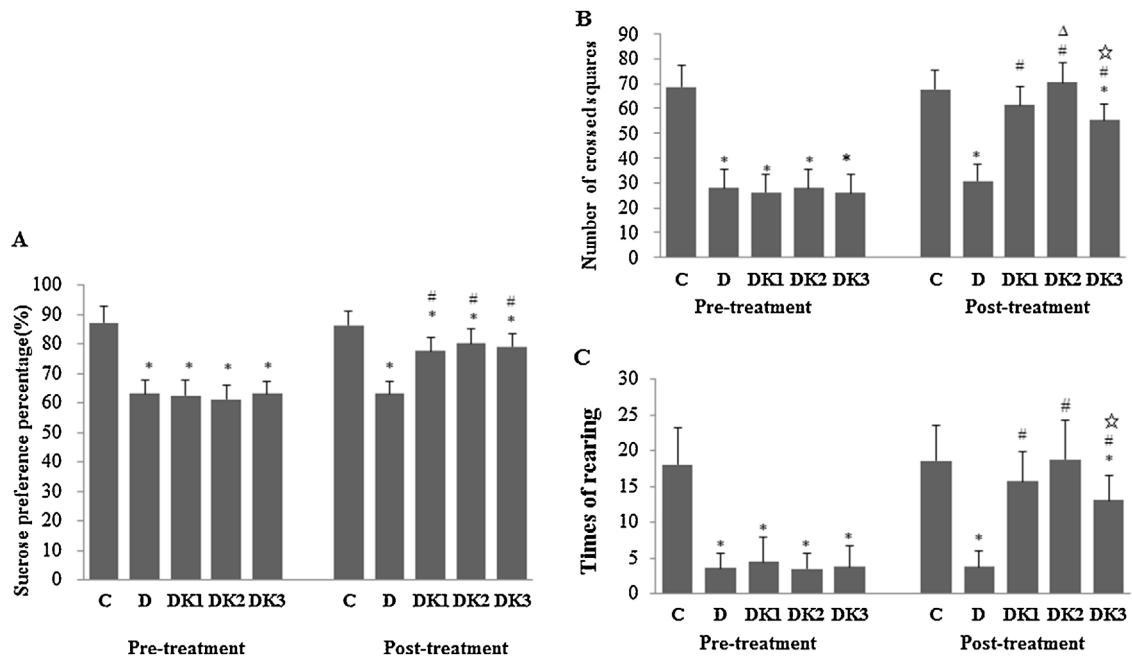 A
Sucrose preference percentage(%)
100
90
80
70
60
50
40
30
20
10
0
* * * *
* # * # * # *
C D DK1 DK2 DK3 C D DK1 DK2 DK3
Pre-treatment Post-treatment
B
Number of crossed squares
90
80
70
60
50
40
30
20
10
0
* * * *
* # Δ # ☆ # *
C D DK1 DK2 DK3 C D DK1 DK2 DK3
Pre-treatment Post-treatment
C
Times of rearing
30
25
20
15
10
5
0
* * * *
* # # ☆ # *
C D DK1 DK2 DK3 C D DK1 DK2 DK3
Pre-treatment Post-treatment